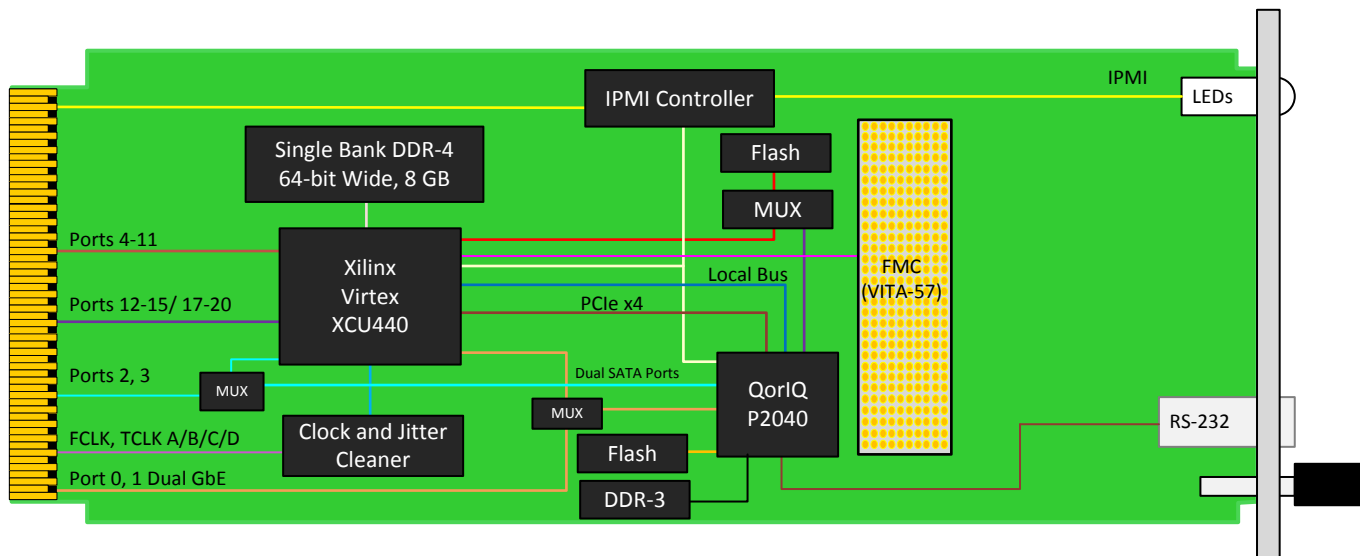 IPMI
IPMI Controller
LEDs
Single Bank DDR-4
64-bit Wide, 8 GB
Flash
MUX
Ports 4-11
Xilinx
Virtex
XCU440
Local Bus
FMC
(VITA-57)
Ports 12-15/ 17-20
PCIe x4
Ports 2, 3
MUX
Dual SATA Ports
QorIQ
P2040
MUX
RS-232
FCLK, TCLK A/B/C/D
Clock and Jitter
Cleaner
Flash
Port 0, 1 Dual GbE
DDR-3